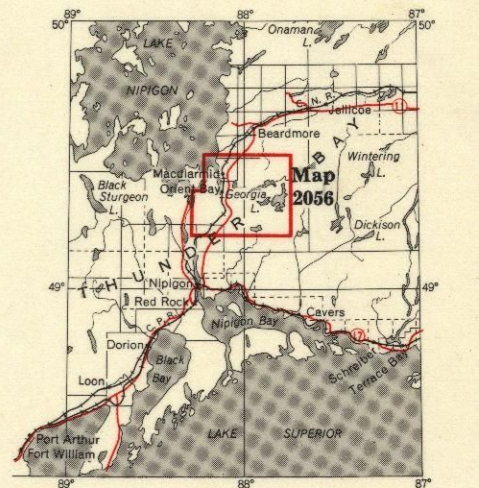 50°
89°
88°
87°
50°
LAKE
NIPIGON
Onaman
L.
C. N. R.
Jellicoe
11
Beardmore
Macdiarmid
Orient Bay
Georgia
L.
Map
2056
Wintering
L.
Black
Sturgeon
L.
Dickison
L.
THUNDER BAY
49°
Nipigon
49°
Red Rock
C. P. R.
Nipigon Bay
Cavers
17
Dorion
Black
Bay
Schreiber
Terrace Bay
Loon
Port Arthur
Fort William
LAKE SUPERIOR
89°
88°
87°